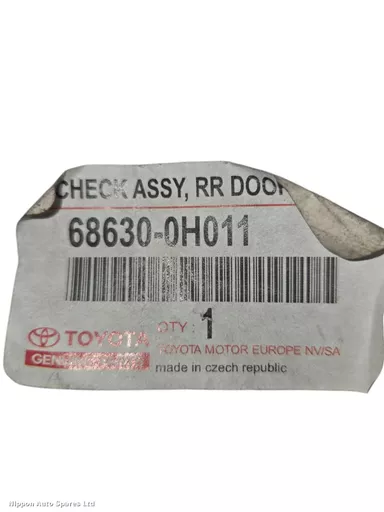 CHECK ASSY, RR DOOR
68630-0H011
QTY : 1
TOYOTA
TOYOTA MOTOR EUROPE NV/SA
made in czech republic
Nippon Auto Spares Ltd